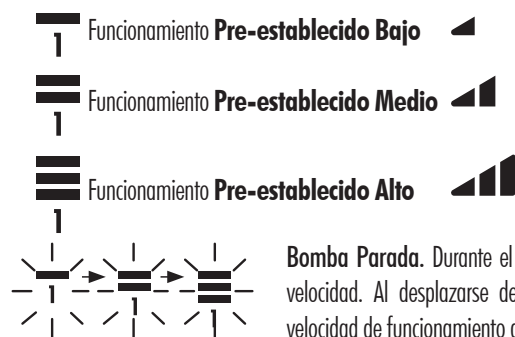 1 Funcionamiento Pre-establecido Bajo
1 Funcionamiento Pre-establecido Medio
1 Funcionamiento Pre-establecido Alto
1 1 1
Bomba Parada. Durante el
velocidad. Al desplazarse de
velocidad de funcionamiento